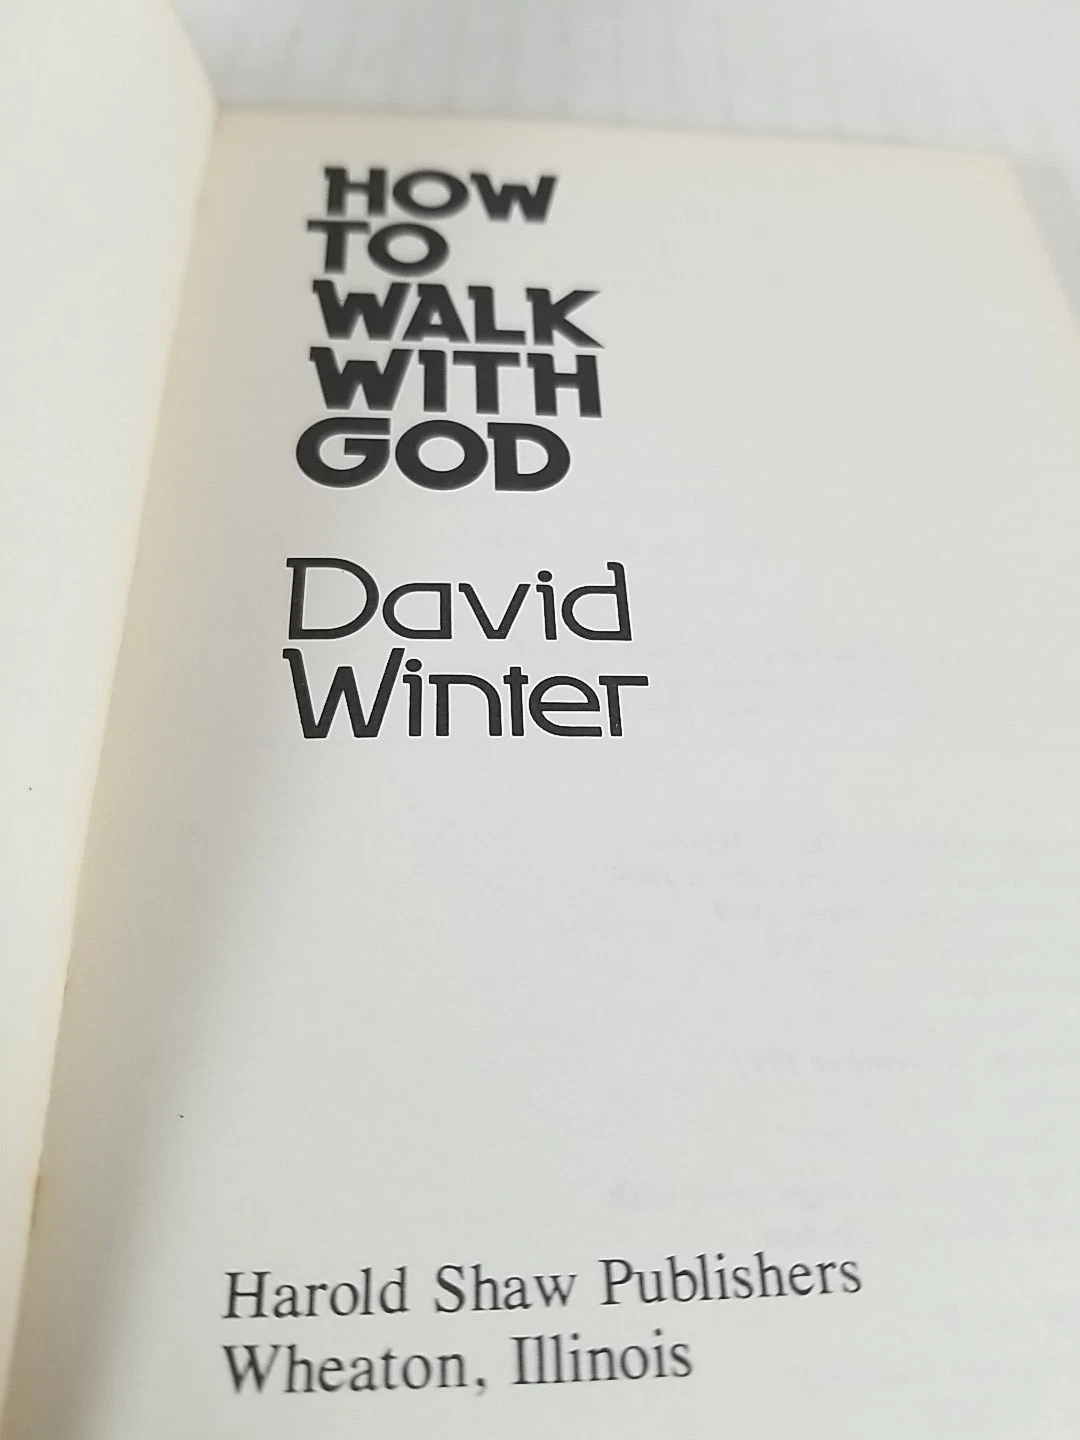 HOW
TO
WALK
WITH
GOD
David
Winter
Harold Shaw Publishers
Wheaton, Illinois